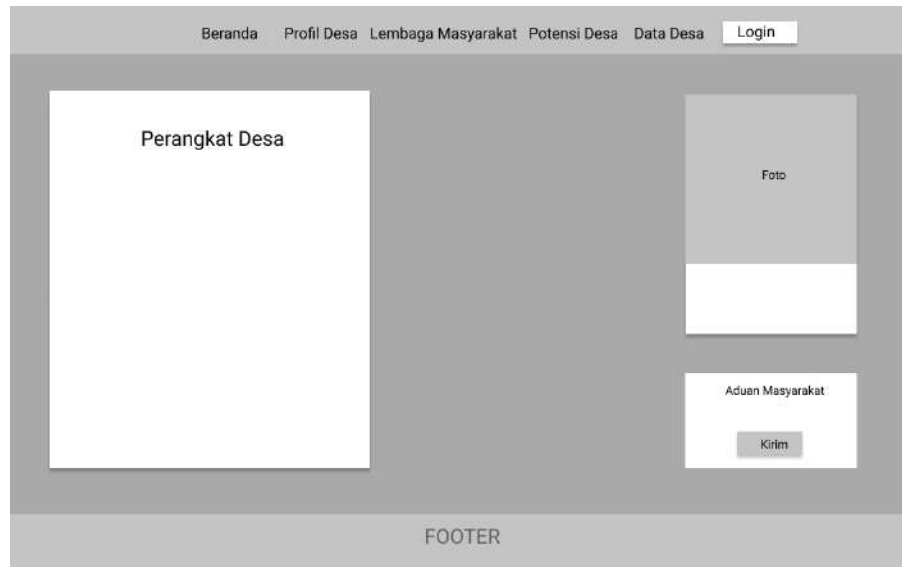 Beranda Profil Desa Lembaga Masyarakat Potensi Desa Data Desa Login
Perangkat Desa
Foto
Aduan Masyarakat
Kirim
FOOTER